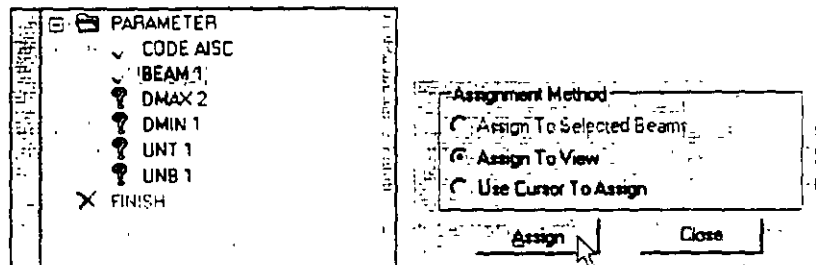 PARAMETER
CODE AISC
BEAM 1
DMAX 2
DMIN 1
UNT 1
UNB 1
FINISH
Assignment Method
Assign To Selected Beams
Assign To View
Use Cursor To Assign
Assign
Close